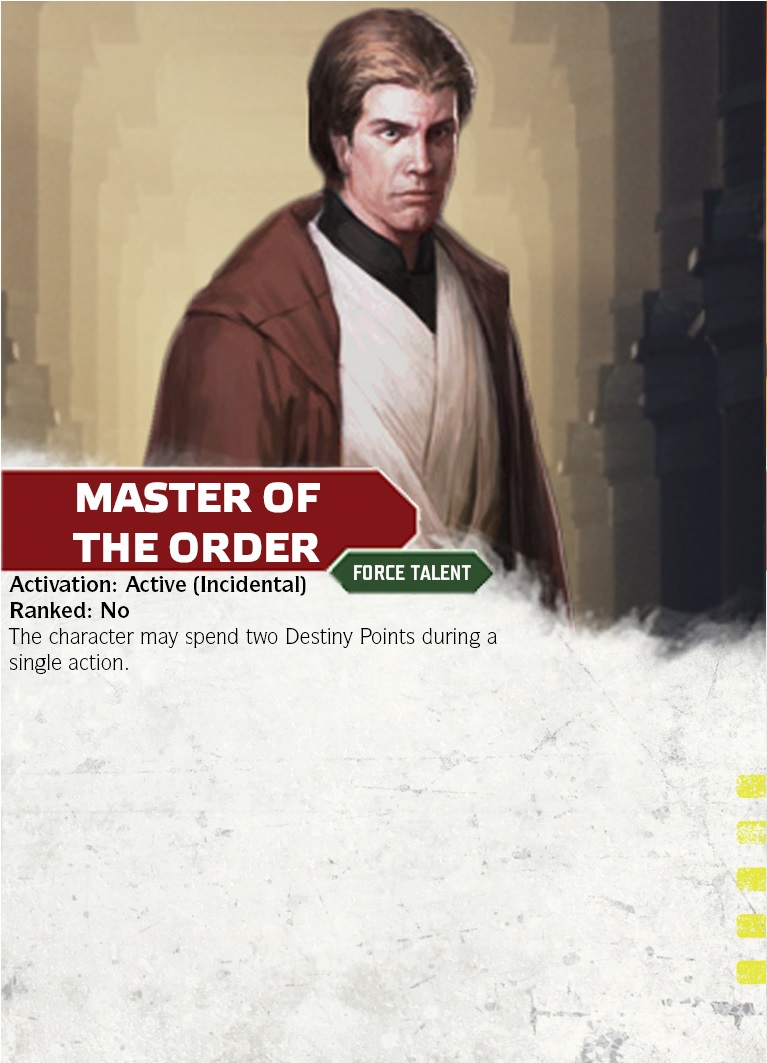 MASTER OF
THE ORDER
FORCE TALENT
Activation: Active (Incidental)
Ranked: No
The character may spend two Destiny Points during a
single action.